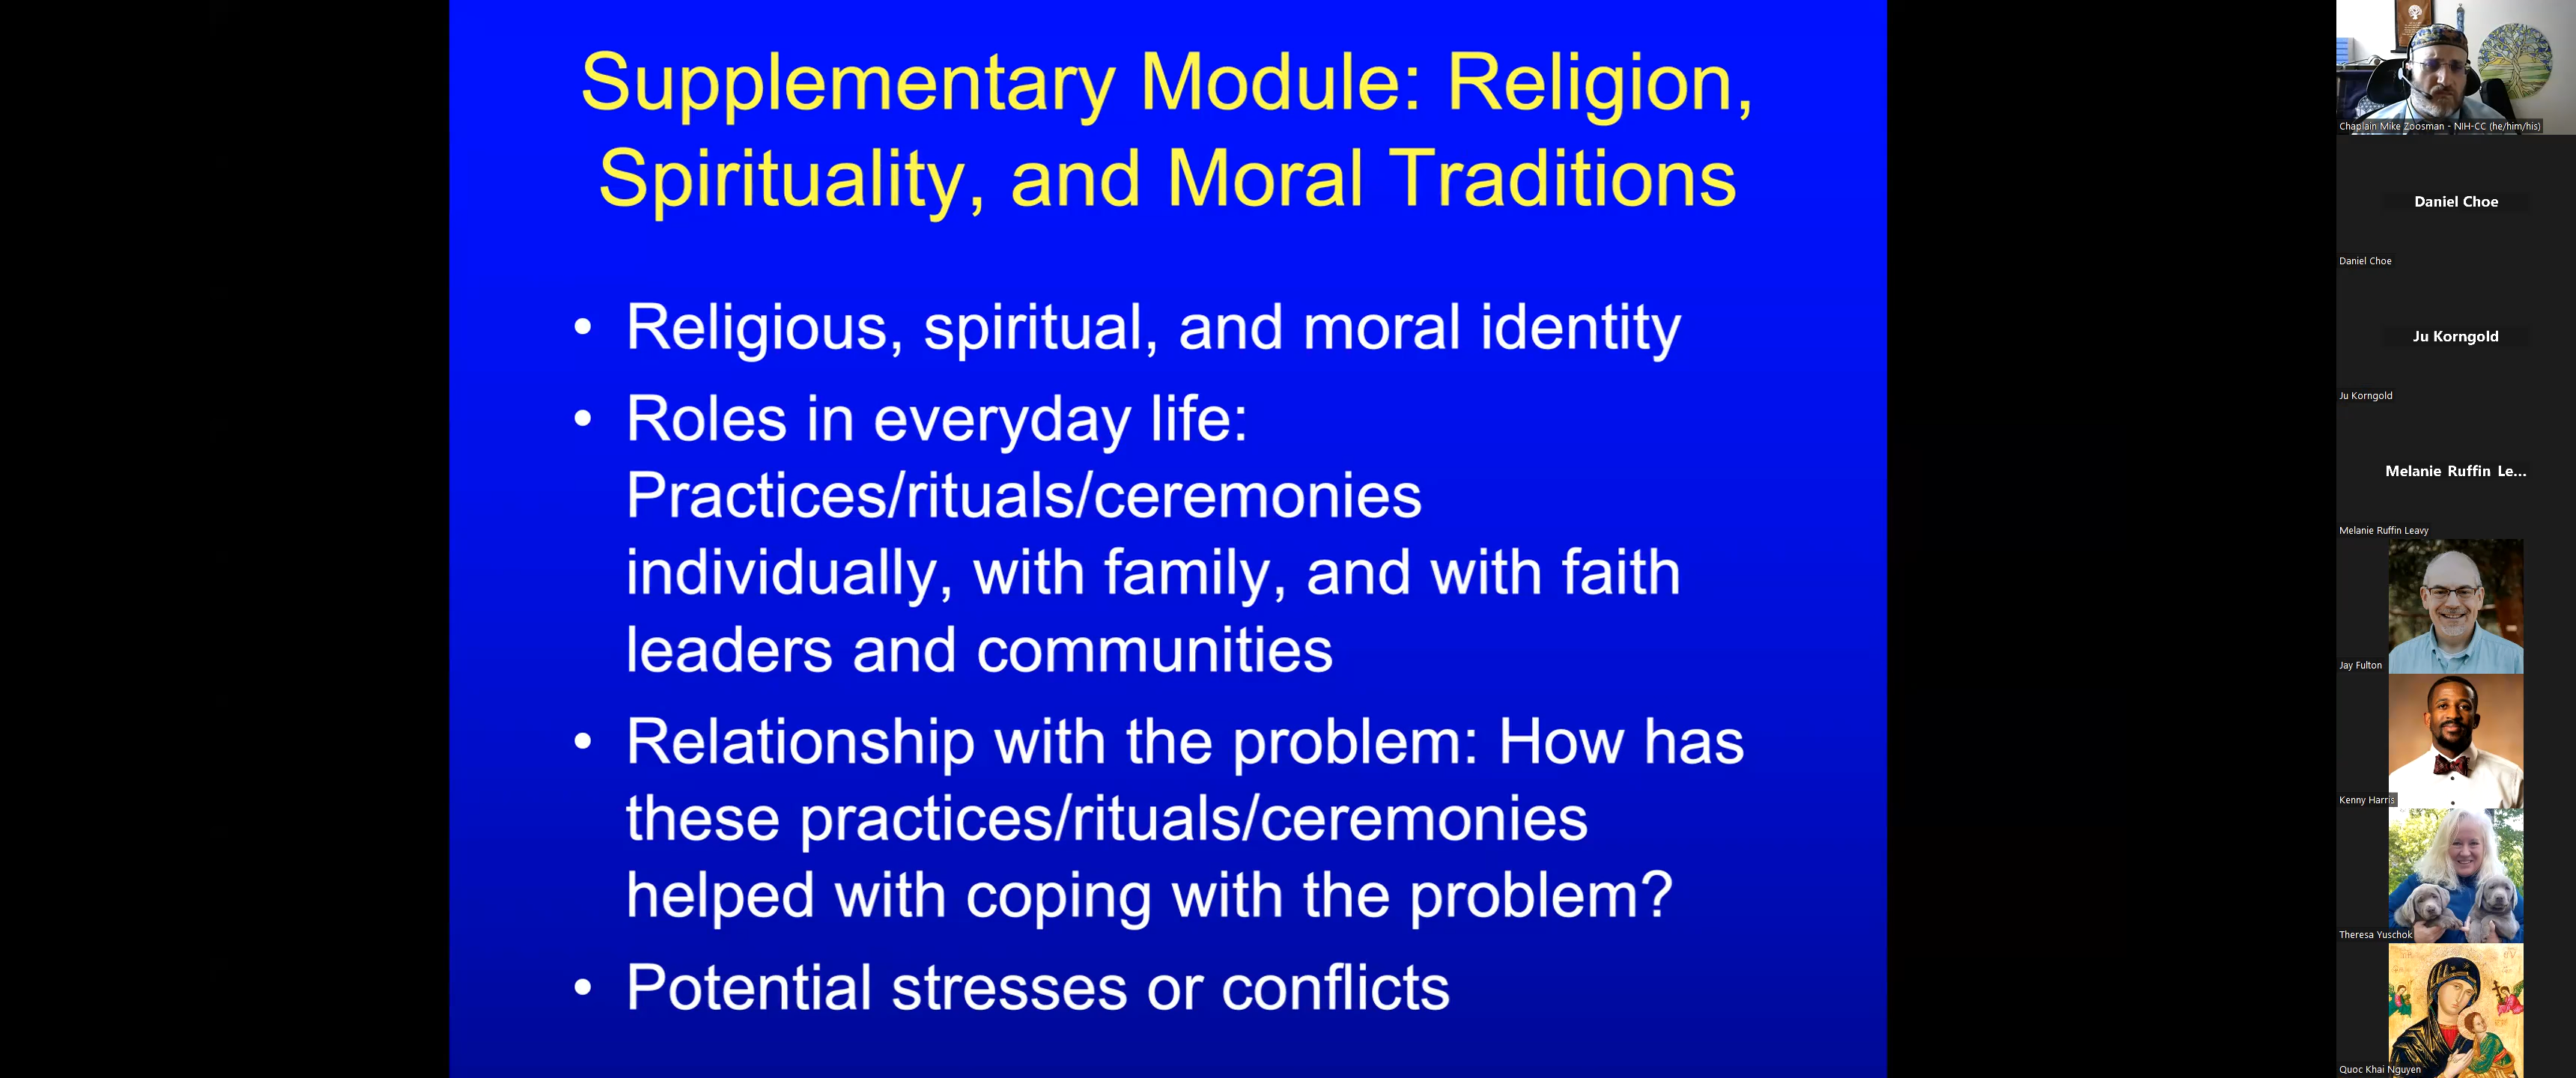 Supplementary Module: Religion,
Spirituality, and Moral Traditions
• Religious, spiritual, and moral identity
• Roles in everyday life:
Practices/rituals/ceremonies
individually, with family, and with faith
leaders and communities
• Relationship with the problem: How has
these practices/rituals/ceremonies
helped with coping with the problem?
• Potential stresses or conflicts
Chaplain Mike Zoosman - NIH-CC (he/him/his)
Daniel Choe
Daniel Choe
Ju Korngold
Ju Korngold
Melanie Ruffin Le...
Melanie Ruffin Leavy
Jay Fulton
Kenny Harris
Theresa Yuschok
Quoc Khai Nguyen